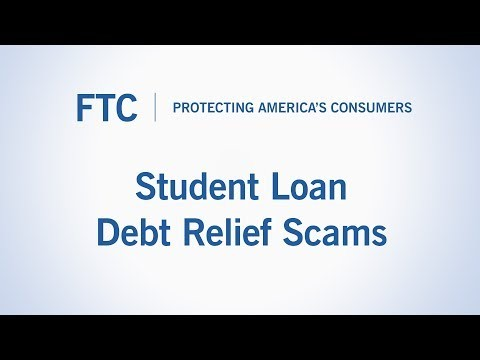 FTC | PROTECTING AMERICA'S CONSUMERS
Student Loan
Debt Relief Scams